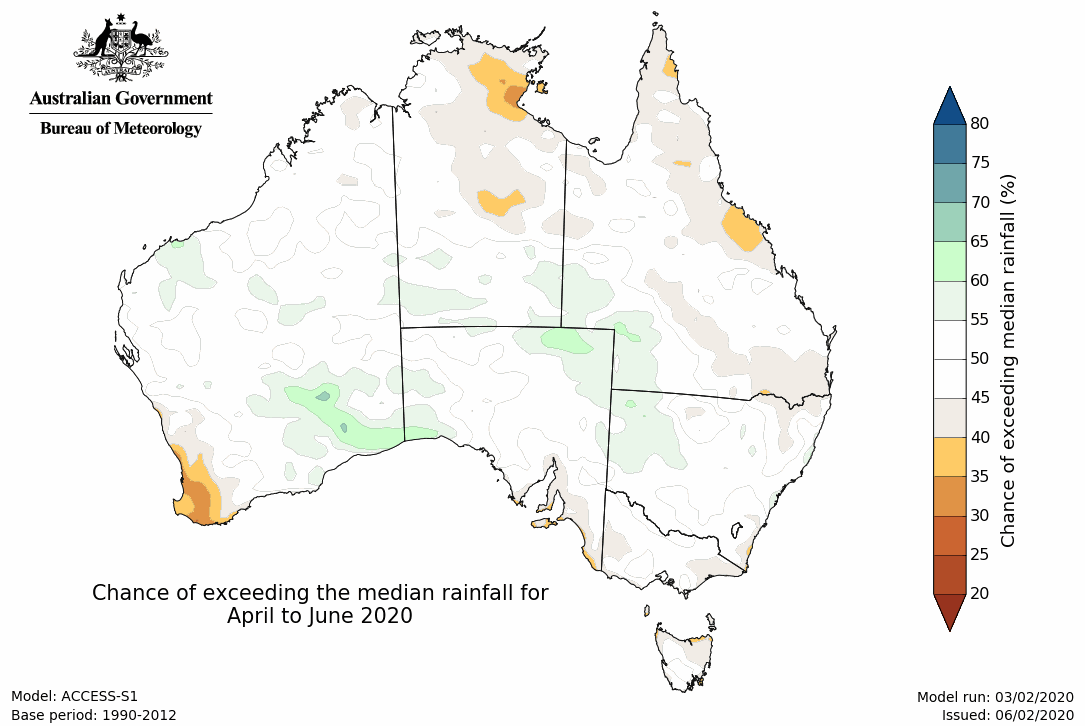 AUSTRALIA
Australian Government
Bureau of Meteorology
80
75
70
65
60
55
50
45
40
35
30
25
20
Chance of exceeding median rainfall (%)
Chance of exceeding the median rainfall for
April to June 2020
Model: ACCESS-S1
Base period: 1990-2012
Model run: 03/02/2020
Issued: 06/02/2020